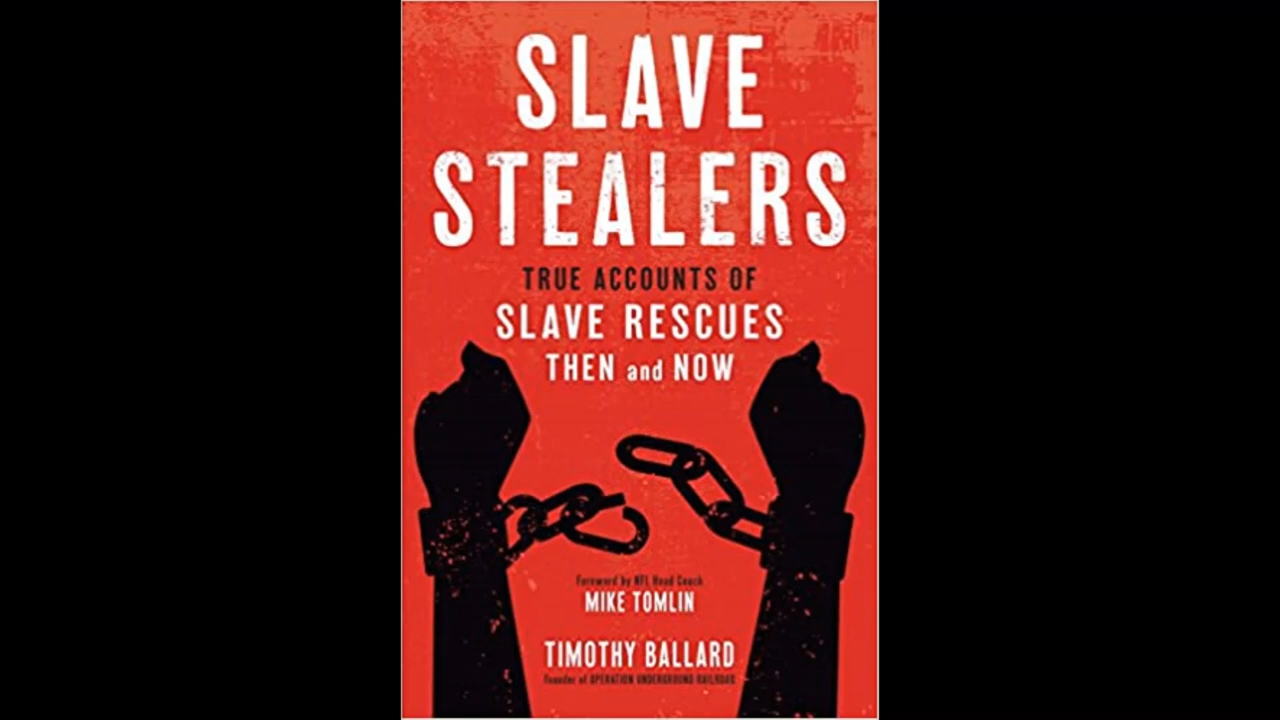 SLAVE
STEALERS
TRUE ACCOUNTS OF
SLAVE RESCUES
THEN and NOW
Foreword by NFL Head Coach
MIKE TOMLIN
TIMOTHY BALLARD
Founder of OPERATION UNDERGROUND RAILROAD